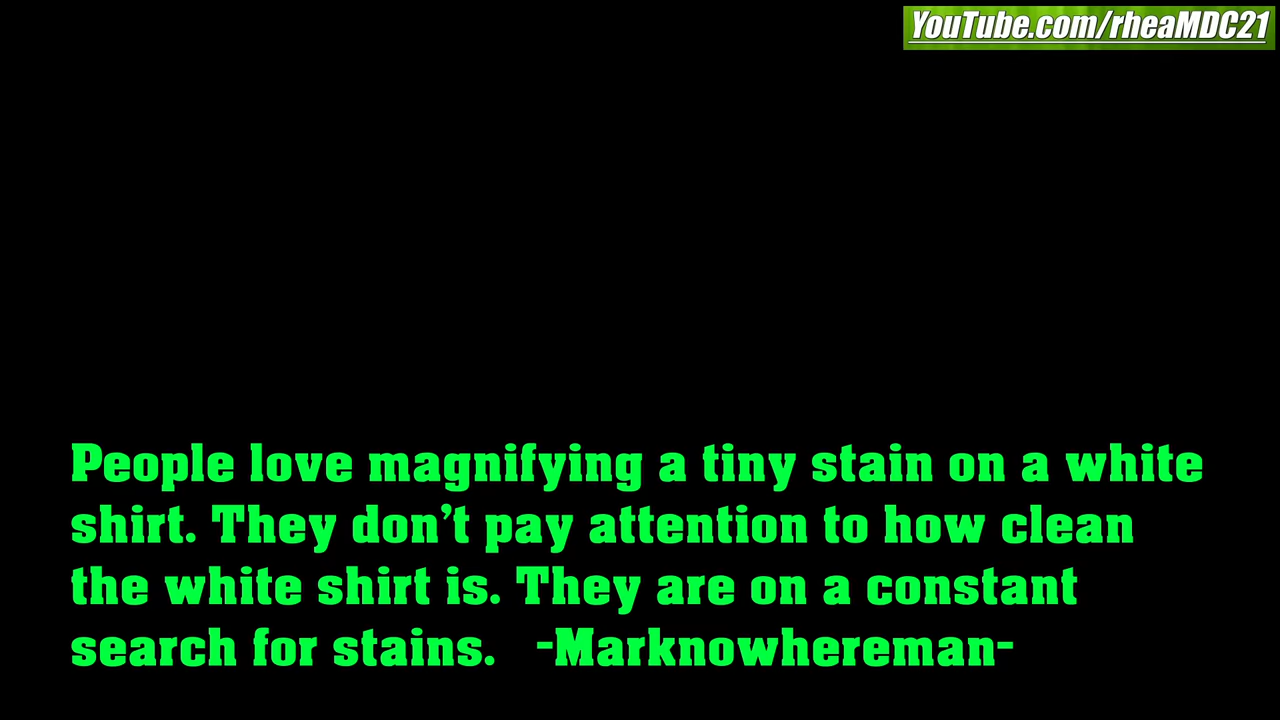 YouTube.com/rheaMDC21
People love magnifying a tiny stain on a white
shirt. They don’t pay attention to how clean
the white shirt is. They are on a constant
search for stains.   -Marknowhereman-